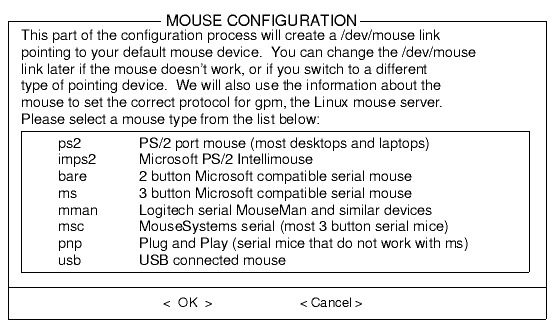 MOUSE CONFIGURATION
This part of the configuration process will create a /dev/mouse link
pointing to your default mouse device. You can change the /dev/mouse
link later if the mouse doesn't work, or if you switch to a different
type of pointing device. We will also use the information about the
mouse to set the correct protocol for gpm, the Linux mouse server.
Please select a mouse type from the list below:
ps2 PS/2 port mouse (most desktops and laptops)
imps2 Microsoft PS/2 Intellimouse
bare 2 button Microsoft compatible serial mouse
ms 3 button Microsoft compatible serial mouse
mman Logitech serial MouseMan and similar devices
msc MouseSystems serial (most 3 button serial mice)
pnp Plug and Play (serial mice that do not work with ms)
usb USB connected mouse
< OK > < Cancel >